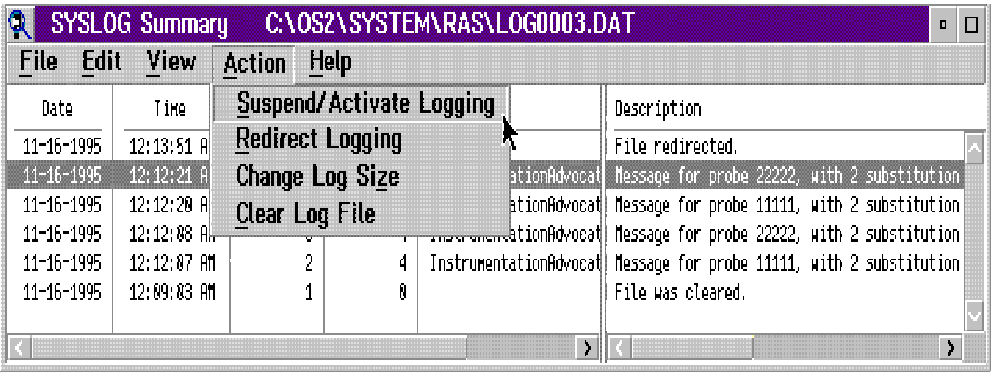 SYSLOG Summary C:\OS2\SYSTEM\RAS\LOG0003.DAT
File Edit View Action Help
Suspend/Activate Logging
Redirect Logging
Change Log Size
Clear Log File
Date Time Description
11-16-1995 12:13:51 A File redirected.
11-16-1995 12:12:21 A tationAdvocat Message for probe 22222, with 2 substitution
11-16-1995 12:12:20 A ationAdvocat Message for probe 11111, with 2 substitution
11-16-1995 12:12:08 AM InstrumentationAdvocat Message for probe 22222, with 2 substitution
11-16-1995 12:12:07 AM 2 4 InstrumentationAdvocat Message for probe 11111, with 2 substitution
11-16-1995 12:09:03 AM 1 0 File was cleared.